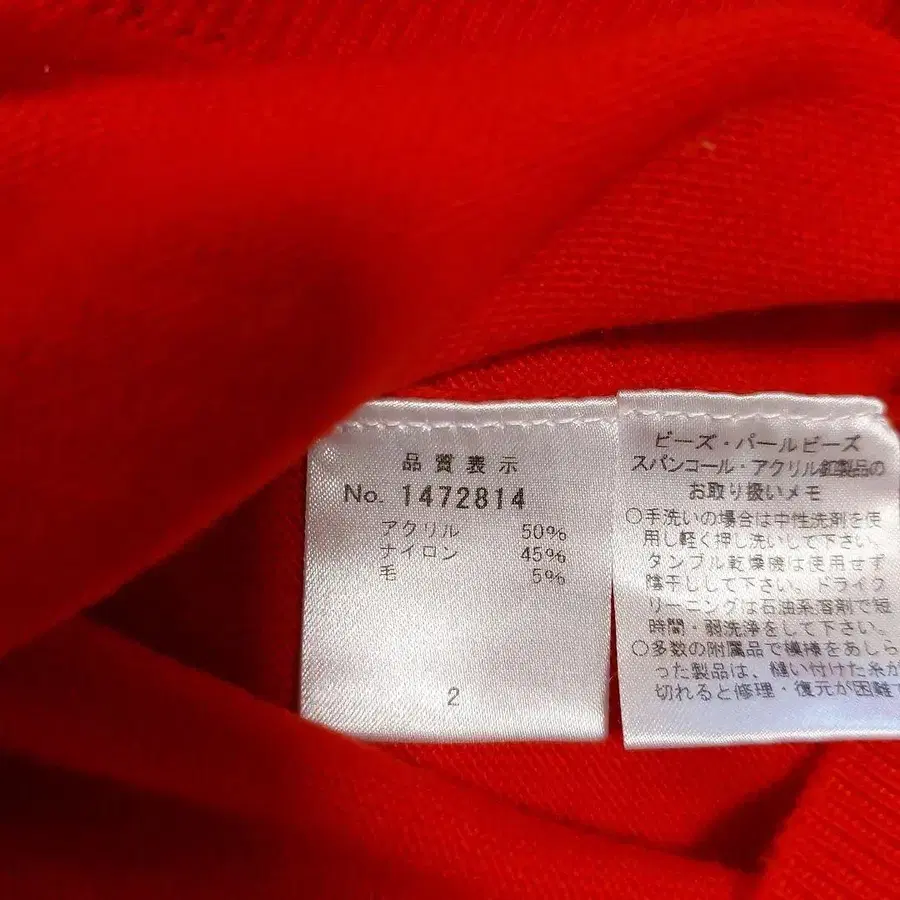 品質表示
No. 1472814
アクリル 50%
ナイロン 45%
毛 5%
2
ビーズ・パールビーズ
スパンコール・アクリル釦製品の
お取り扱いメモ
○手洗いの場合は中性洗剤を使
用し軽く押し洗いして下さい。
タンブル乾燥機は使用せず
陰干しして下さい。ドライク
リーニングは石油系溶剤で短
時間・弱洗浄をして下さい。
○多数の附属品で模様をあしら
った製品は、縫い付けた糸が
切れると修理・復元が困難